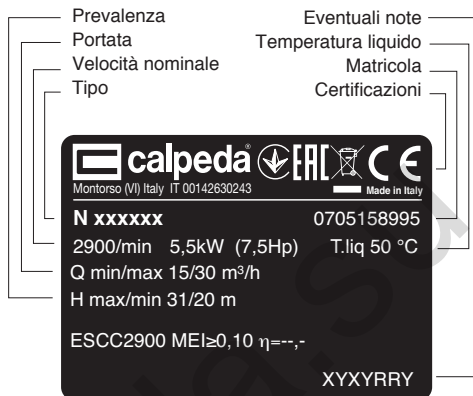 Prevalenza
Portata
Velocità nominale
Tipo
Eventuali note
Temperatura liquido
Matricola
Certificazioni
calpeda®
EAC
CE
Montorso (VI) Italy IT 00142630243
Made in Italy
N xxxxxx 0705158995
2900/min 5,5kW (7,5Hp) T.liq 50 °C
Q min/max 15/30 m³/h
H max/min 31/20 m
ESCC2900 MEI≥0,10 η=--,-
XYXYRRY